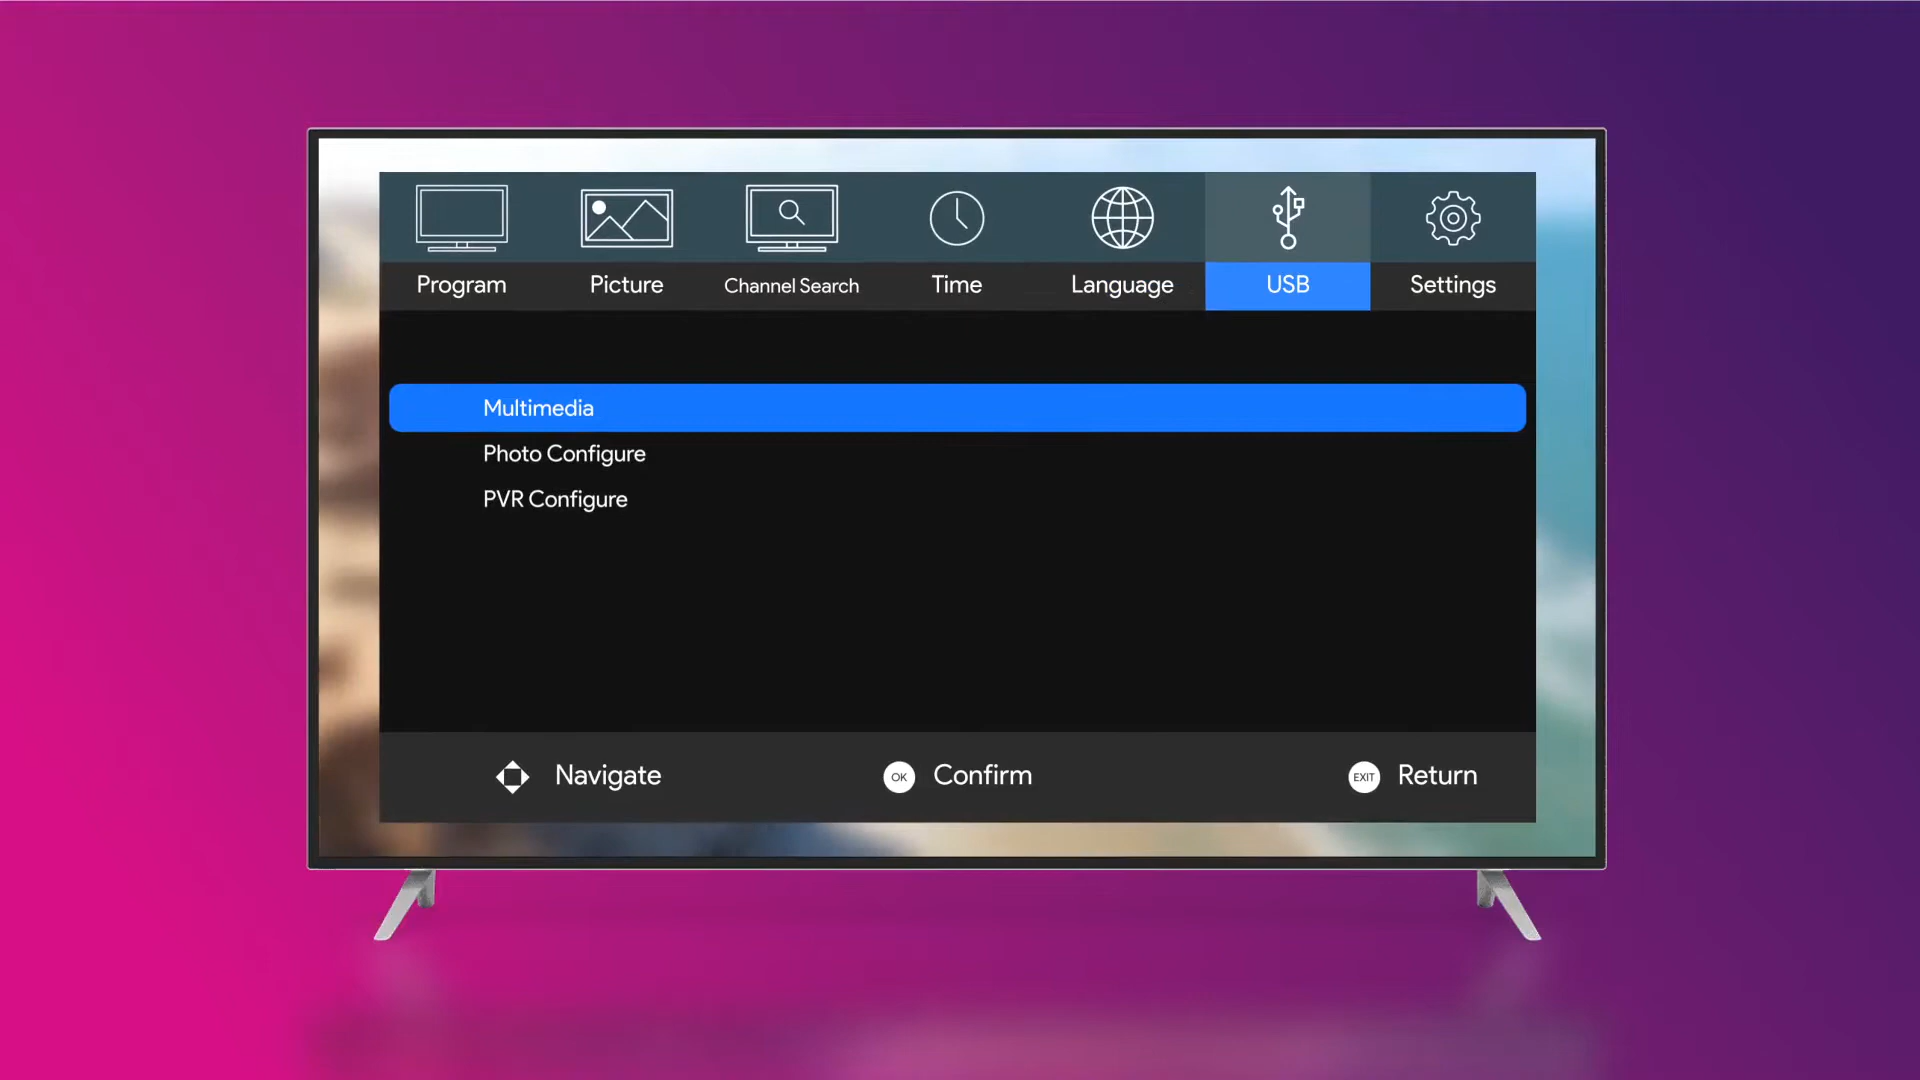 Program
Picture
Channel Search
Time
Language
USB
Settings
Multimedia
Photo Configure
PVR Configure
Navigate
OK
Confirm
EXIT
Return